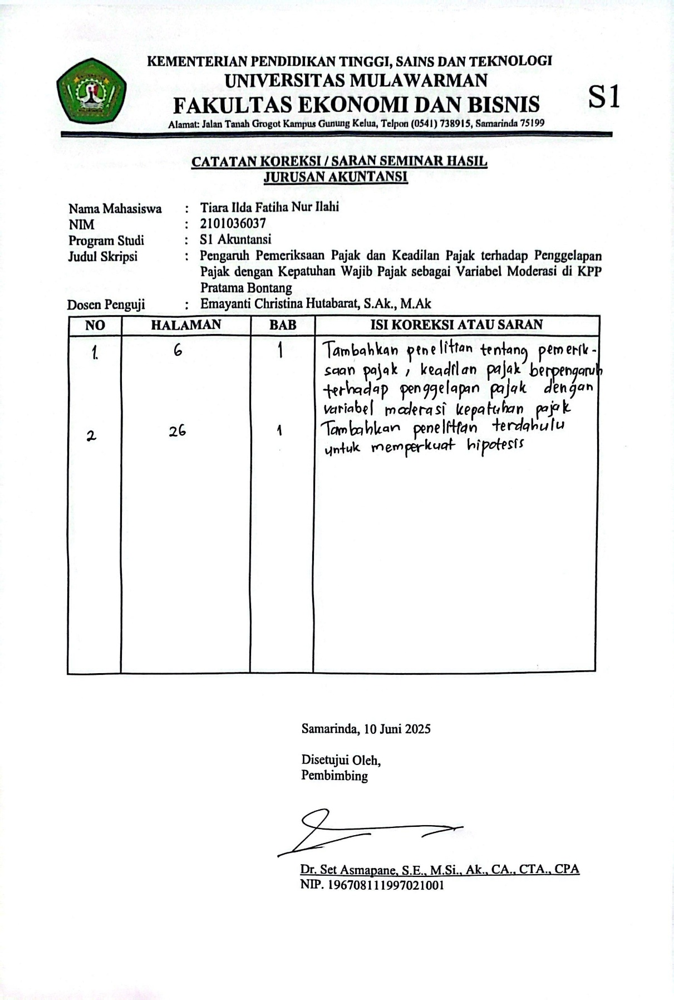 KEMENTERIAN PENDIDIKAN TINGGI, SAINS DAN TEKNOLOGI
UNIVERSITAS MULAWARMAN
FAKULTAS EKONOMI DAN BISNIS
S1
Alamat: Jalan Tanah Grogot Kampus Gunung Kelua, Telpon (0541) 738915, Samarinda 75199
CATATAN KOREKSI / SARAN SEMINAR HASIL
JURUSAN AKUNTANSI
Nama Mahasiswa : Tiara Ilda Fatiha Nur Ilahi
NIM : 2101036037
Program Studi : S1 Akuntansi
Judul Skripsi : Pengaruh Pemeriksaan Pajak dan Keadilan Pajak terhadap Penggelapan
Pajak dengan Kepatuhan Wajib Pajak sebagai Variabel Moderasi di KPP
Pratama Bontang
Dosen Penguji : Emayanti Christina Hutabarat, S.Ak., M.Ak
NO HALAMAN BAB ISI KOREKSI ATAU SARAN
1. 6 1 Tambahkan penelitian tentang pemerik-
saan pajak, keadilan pajak berpengaruh
terhadap penggelapan pajak dengan
variabel moderasi kepatuhan pajak
2 26 1 Tambahkan penelitian terdahulu
untuk memperkuat hipotesis
Samarinda, 10 Juni 2025
Disetujui Oleh,
Pembimbing
Dr. Set Asmapane, S.E., M.Si., Ak., CA., CTA., CPA
NIP. 196708111997021001